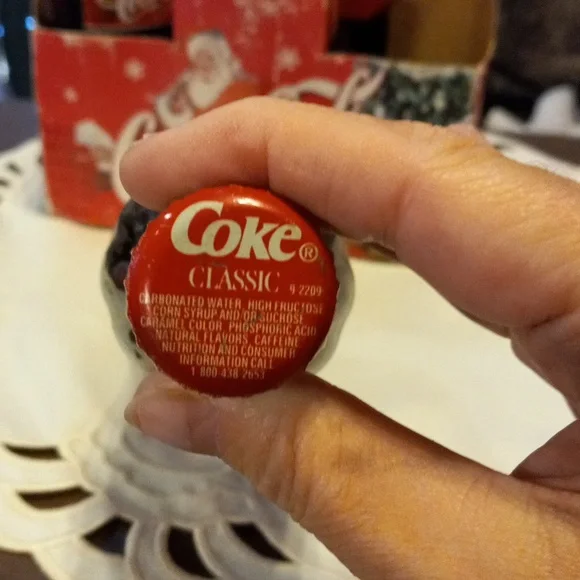 Coke®
CLASSIC 9 2209
CARBONATED WATER, HIGH FRUCTOSE
CORN SYRUP AND OR SUCROSE
CARAMEL COLOR, PHOSPHORIC ACID
NATURAL FLAVORS, CAFFEINE
NUTRITION AND CONSUMER
INFORMATION CALL
1 800-438 2653